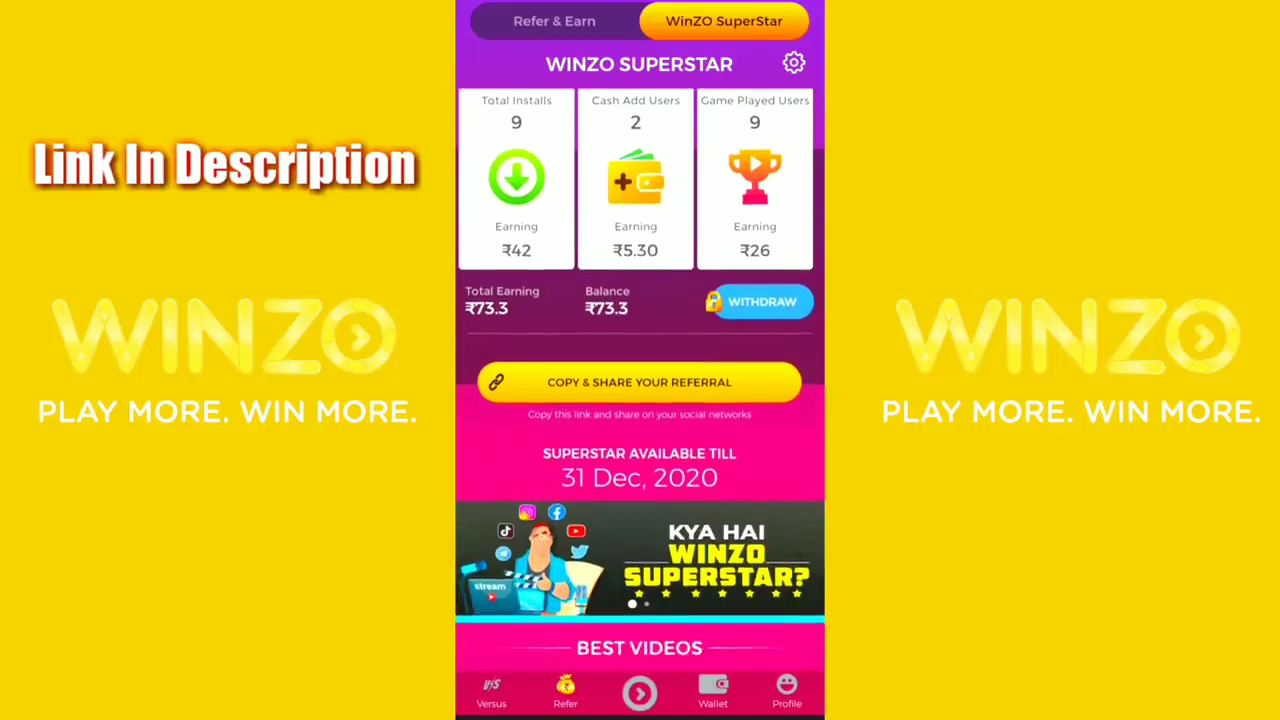 Refer & Earn
WinZO SuperStar
WINZO SUPERSTAR
Total Installs
9
Earning
₹42
Cash Add Users
2
Earning
₹5.30
Game Played Users
9
Earning
₹26
Total Earning
₹73.3
Balance
₹73.3
WITHDRAW
COPY & SHARE YOUR REFERRAL
Copy this link and share on your social networks
SUPERSTAR AVAILABLE TILL
31 Dec, 2020
stream
KYA HAI
WINZO
SUPERSTAR?
BEST VIDEOS
V/S
Versus
Refer
Wallet
Profile
Link In Description
WINZO
PLAY MORE. WIN MORE.
WINZO
PLAY MORE. WIN MORE.